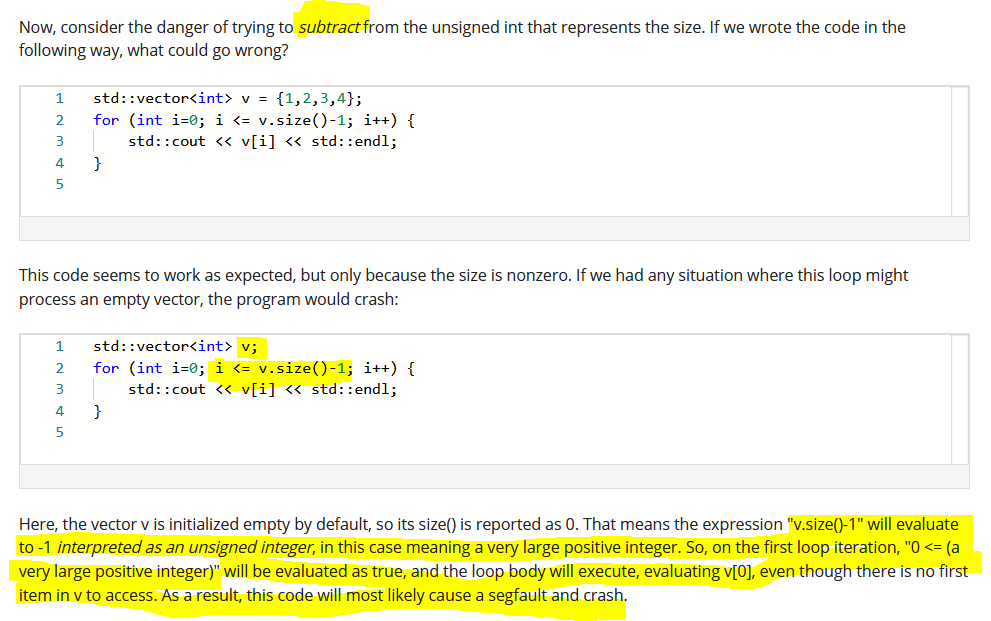 Now, consider the danger of trying to subtract from the unsigned int that represents the size. If we wrote the code in the
following way, what could go wrong?
1 std::vector<int> v = {1,2,3,4};
2 for (int i=0; i <= v.size()-1; i++) {
3 std::cout << v[i] << std::endl;
4 }
5
This code seems to work as expected, but only because the size is nonzero. If we had any situation where this loop might
process an empty vector, the program would crash:
1 std::vector<int> v;
2 for (int i=0; i <= v.size()-1; i++) {
3 std::cout << v[i] << std::endl;
4 }
5
Here, the vector v is initialized empty by default, so its size() is reported as 0. That means the expression "v.size()-1" will evaluate
to -1 interpreted as an unsigned integer, in this case meaning a very large positive integer. So, on the first loop iteration, "0 <= (a
very large positive integer)" will be evaluated as true, and the loop body will execute, evaluating v[0], even though there is no first
item in v to access. As a result, this code will most likely cause a segfault and crash.